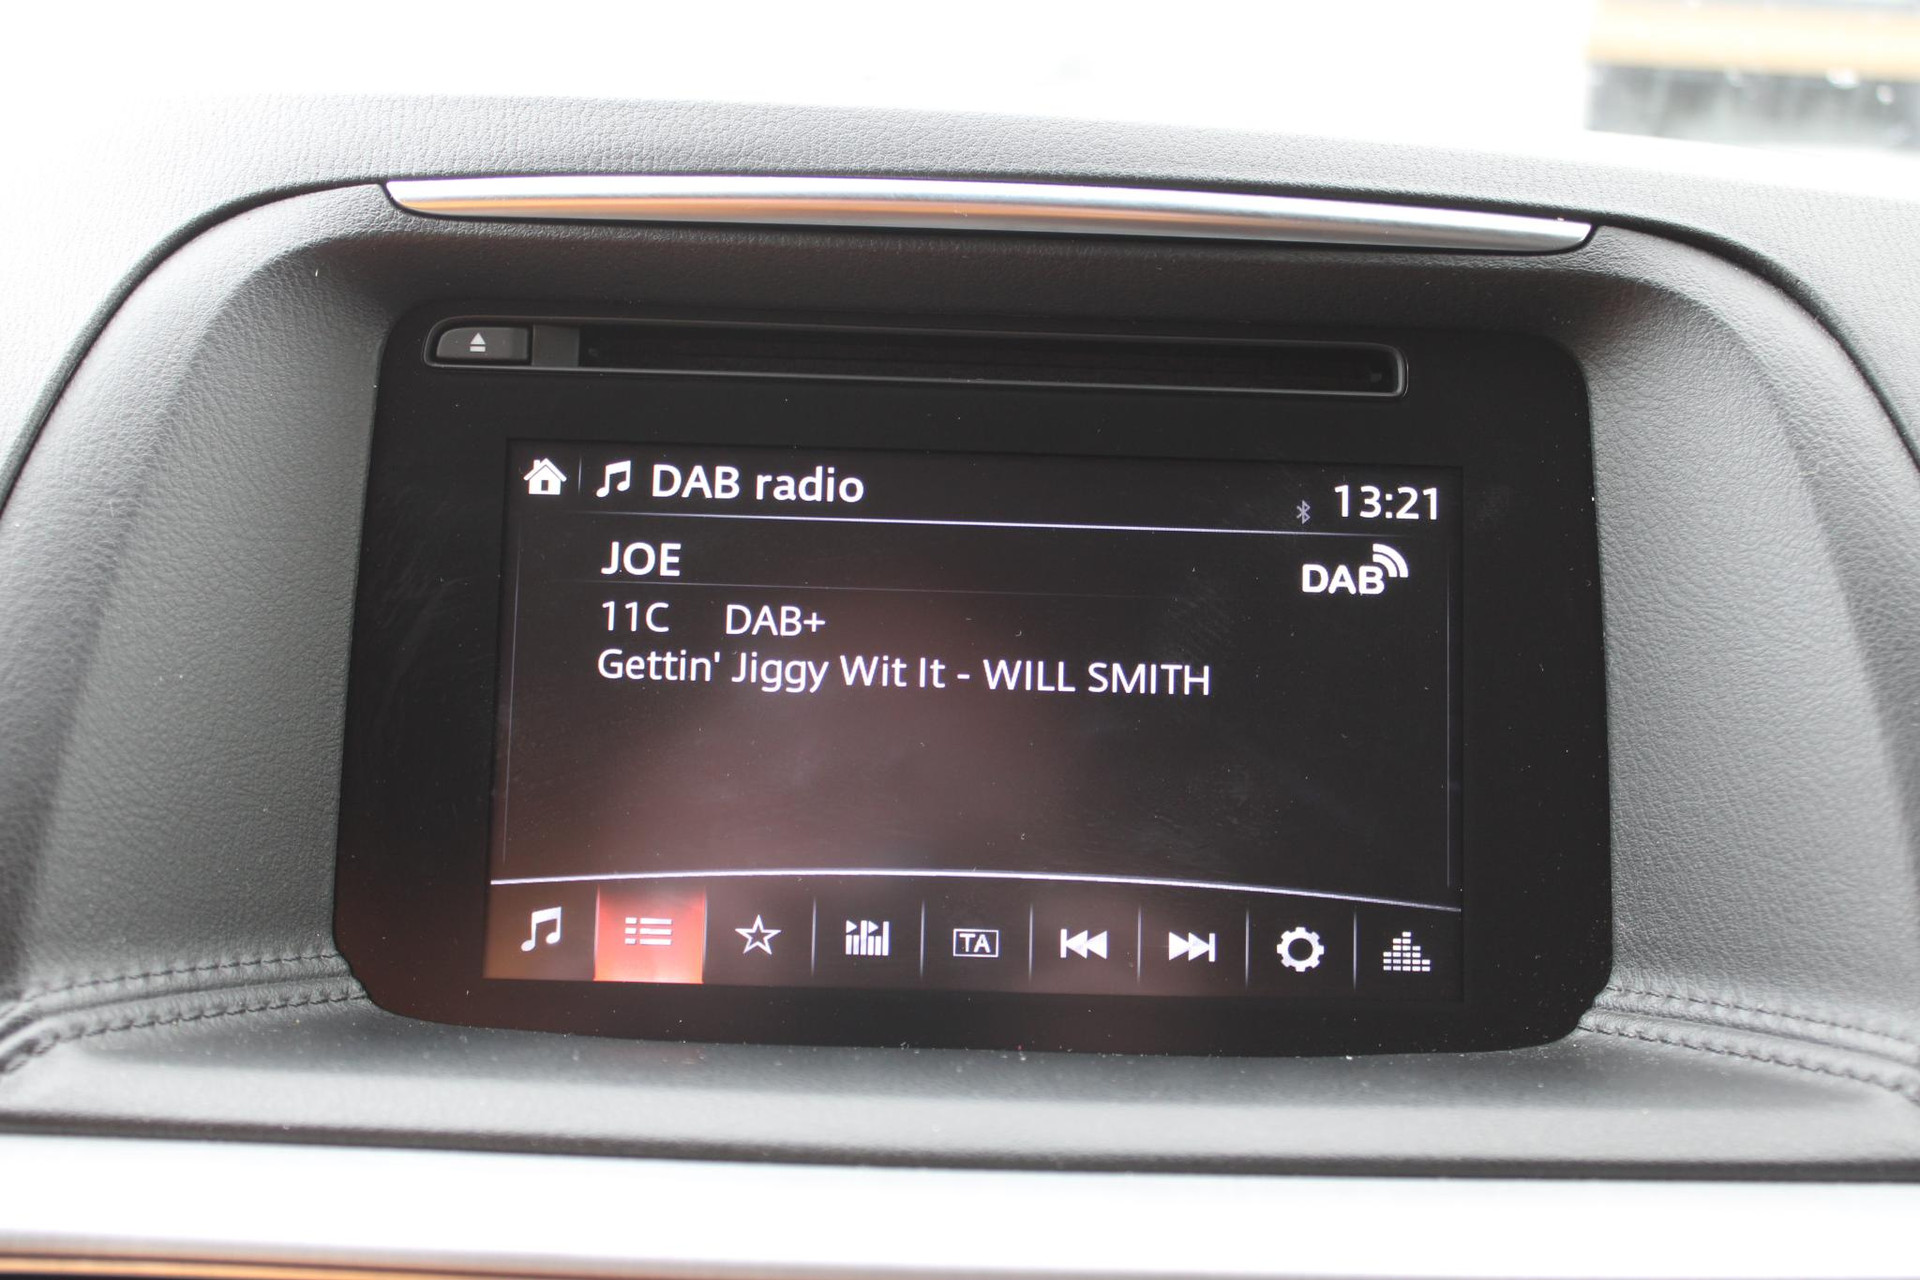 DAB radio
13:21
JOE
DAB
11C DAB+
Gettin' Jiggy Wit It - WILL SMITH
TA